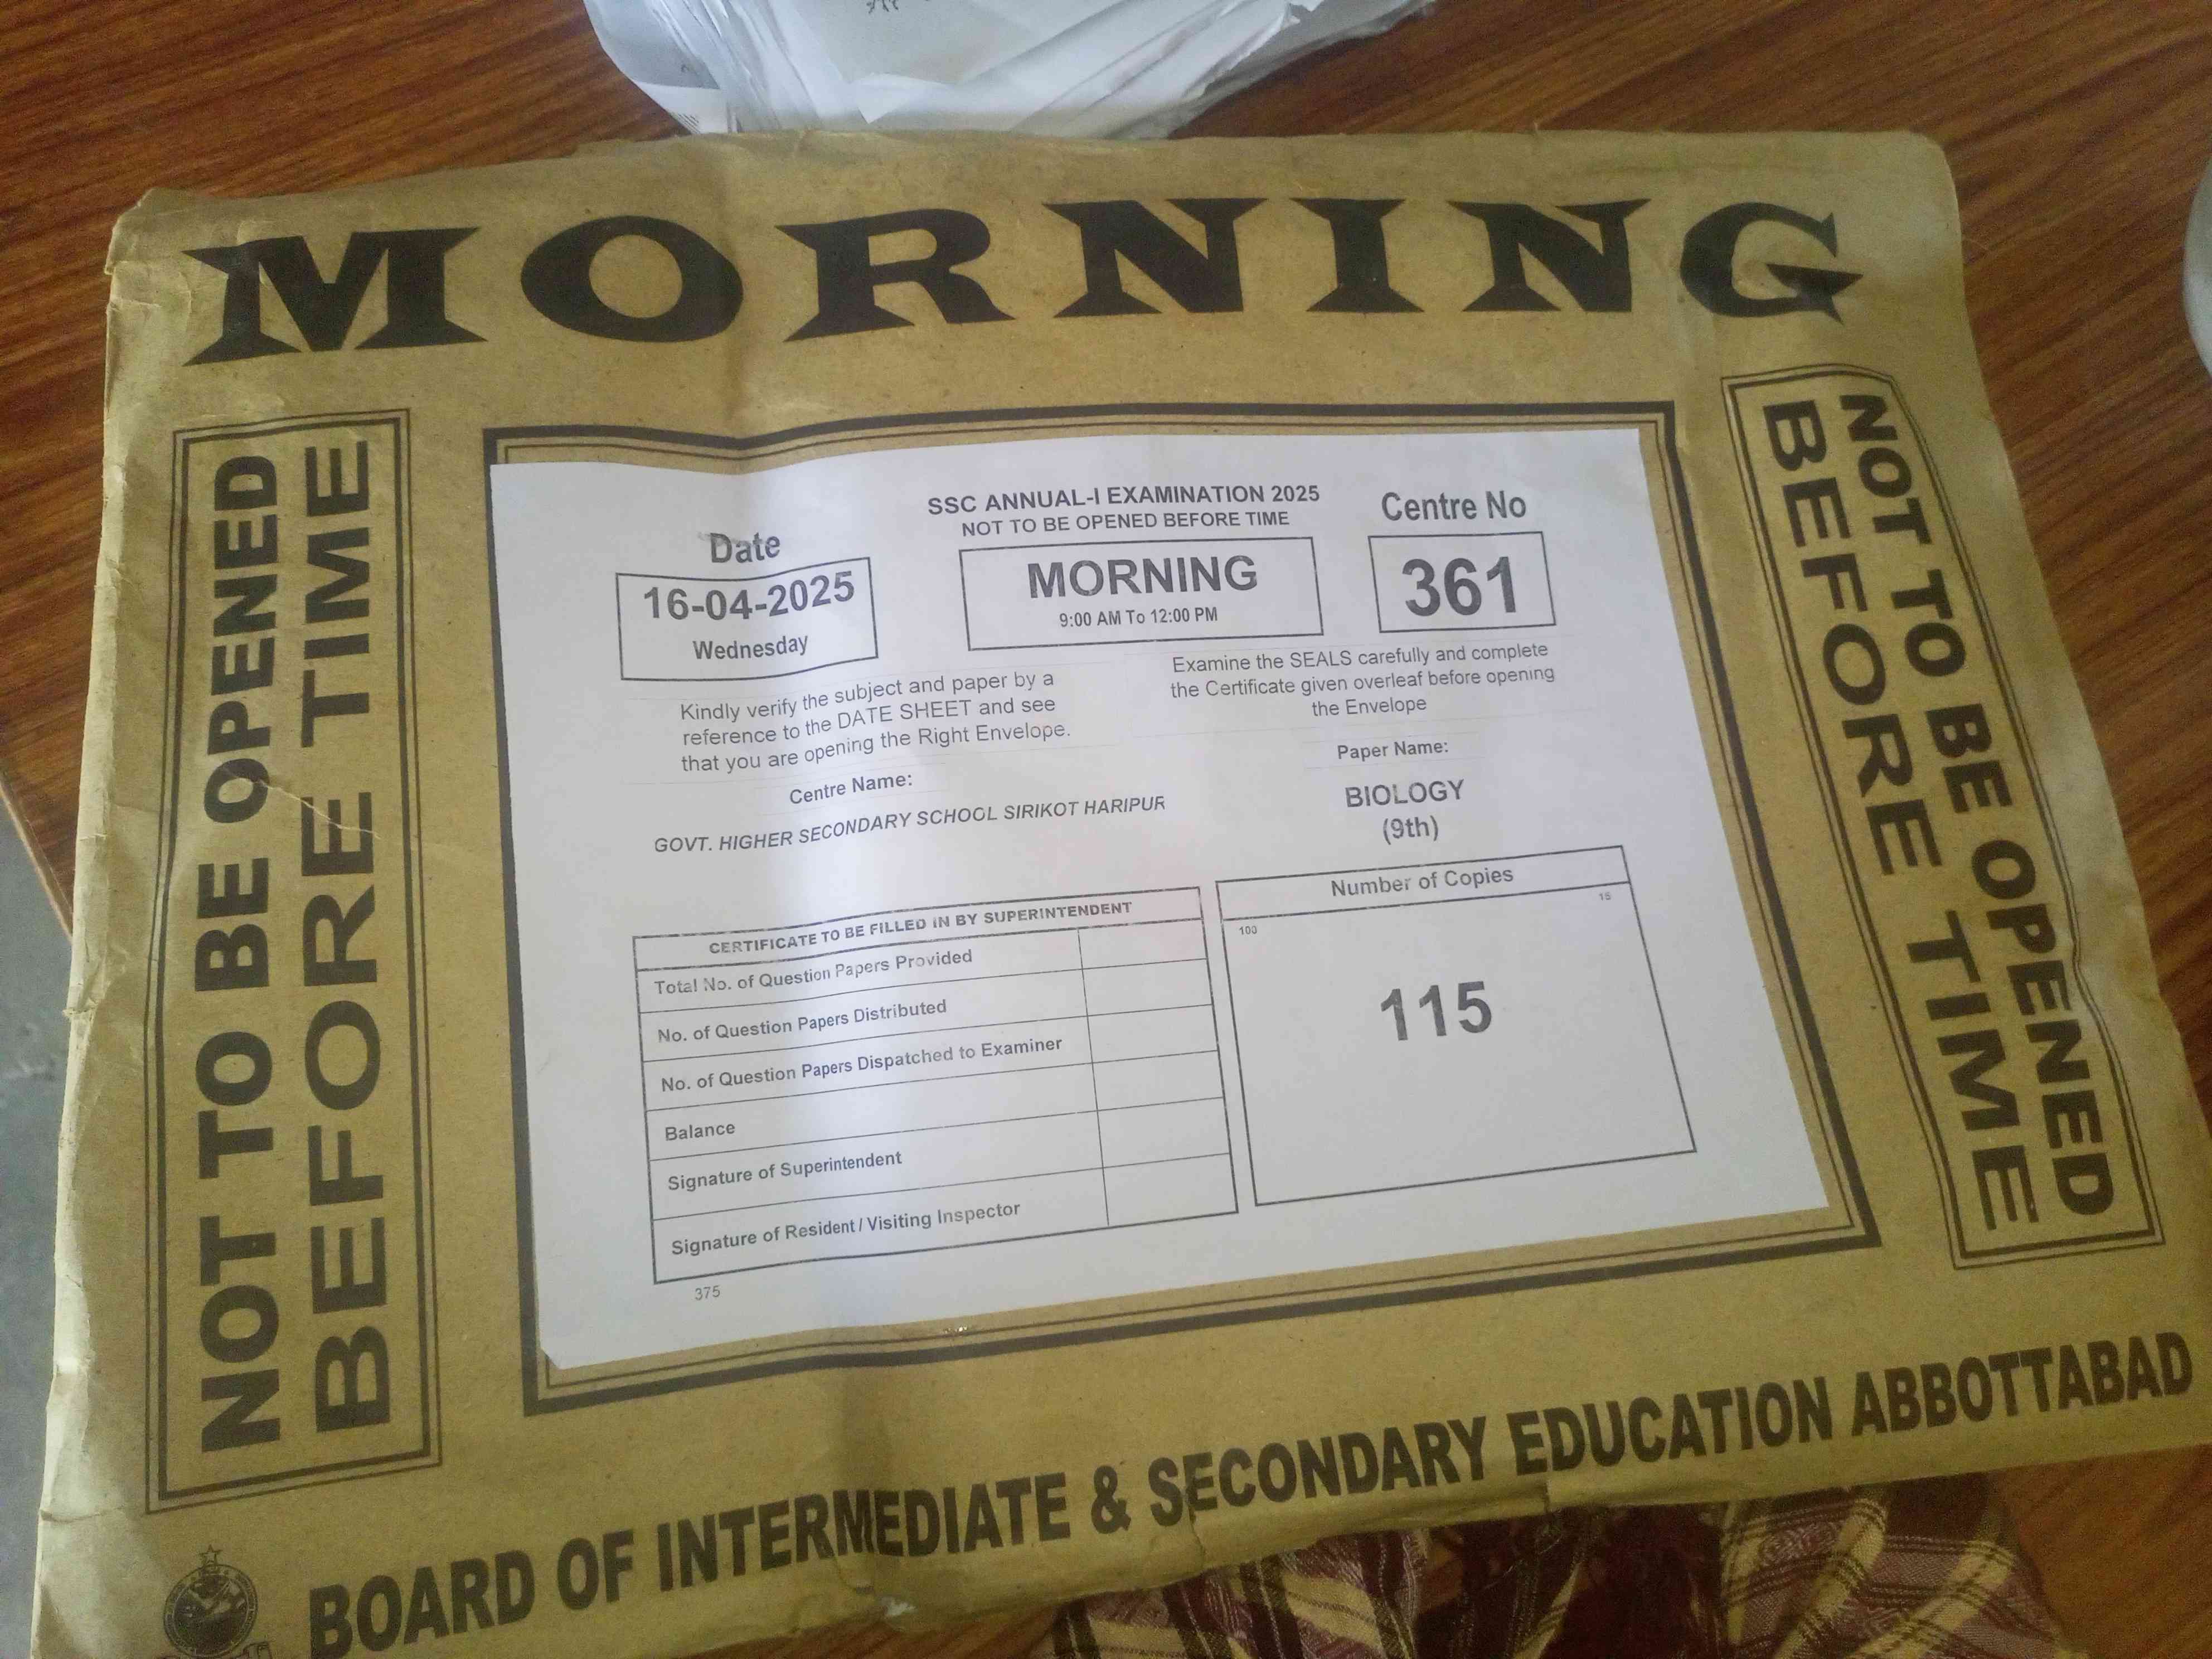 MORNING
NOT TO BE OPENED
BEFORE TIME
SSC ANNUAL-I EXAMINATION 2025
NOT TO BE OPENED BEFORE TIME
Date
16-04-2025
Wednesday
MORNING
9:00 AM To 12:00 PM
Centre No
361
Kindly verify the subject and paper by a
reference to the DATE SHEET and see
that you are opening the Right Envelope.
Examine the SEALS carefully and complete
the Certificate given overleaf before opening
the Envelope
Centre Name:
GOVT. HIGHER SECONDARY SCHOOL SIRIKOT HARIPUR
Paper Name:
BIOLOGY
(9th)
CERTIFICATE TO BE FILLED IN BY SUPERINTENDENT
Total No. of Question Papers Provided
No. of Question Papers Distributed
No. of Question Papers Dispatched to Examiner
Balance
Signature of Superintendent
Signature of Resident / Visiting Inspector
375
Number of Copies
100
15
115
NOT TO BE OPENED
BEFORE TIME
BOARD OF INTERMEDIATE & SECONDARY EDUCATION ABBOTTABAD